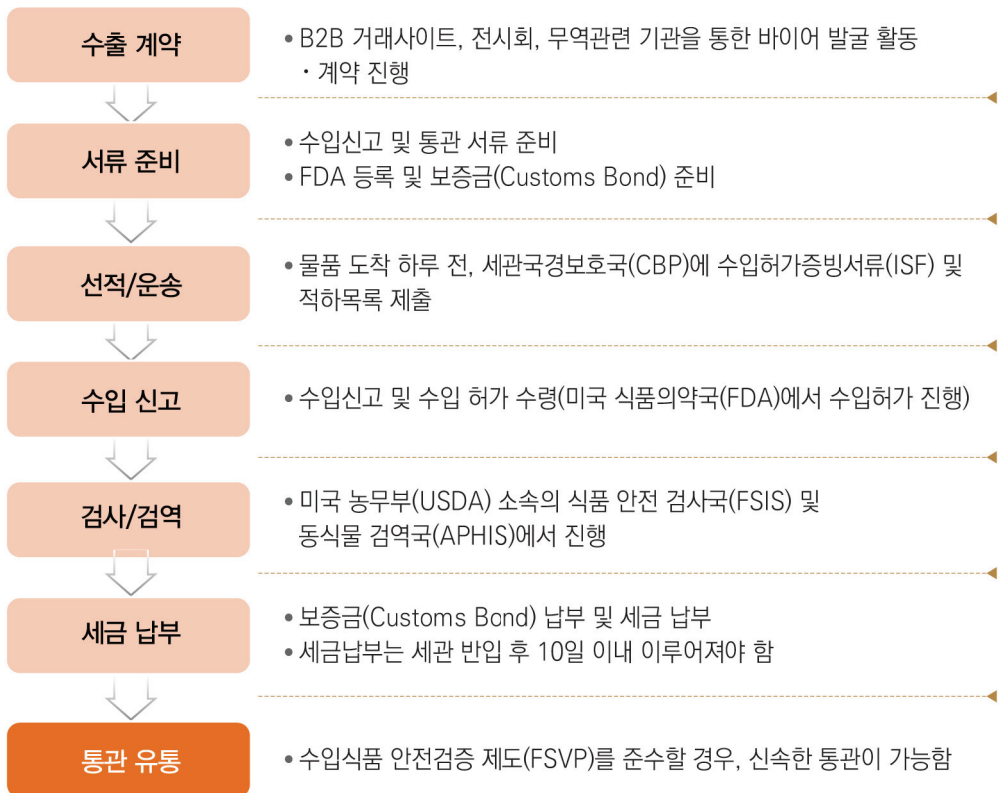 수출 계약
• B2B 거래사이트, 전시회, 무역관련 기관을 통한 바이어 발굴 활동
· 계약 진행
서류 준비
• 수입신고 및 통관 서류 준비
• FDA 등록 및 보증금(Customs Bond) 준비
선적/운송
• 물품 도착 하루 전, 세관국경보호국(CBP)에 수입허가증빙서류(ISF) 및
적하목록 제출
수입 신고
• 수입신고 및 수입 허가 수령(미국 식품의약국(FDA)에서 수입허가 진행)
검사/검역
• 미국 농무부(USDA) 소속의 식품 안전 검사국(FSIS) 및
동식물 검역국(APHIS)에서 진행
세금 납부
• 보증금(Customs Bond) 납부 및 세금 납부
• 세금납부는 세관 반입 후 10일 이내 이루어져야 함
통관 유통
• 수입식품 안전검증 제도(FSVP)를 준수할 경우, 신속한 통관이 가능함